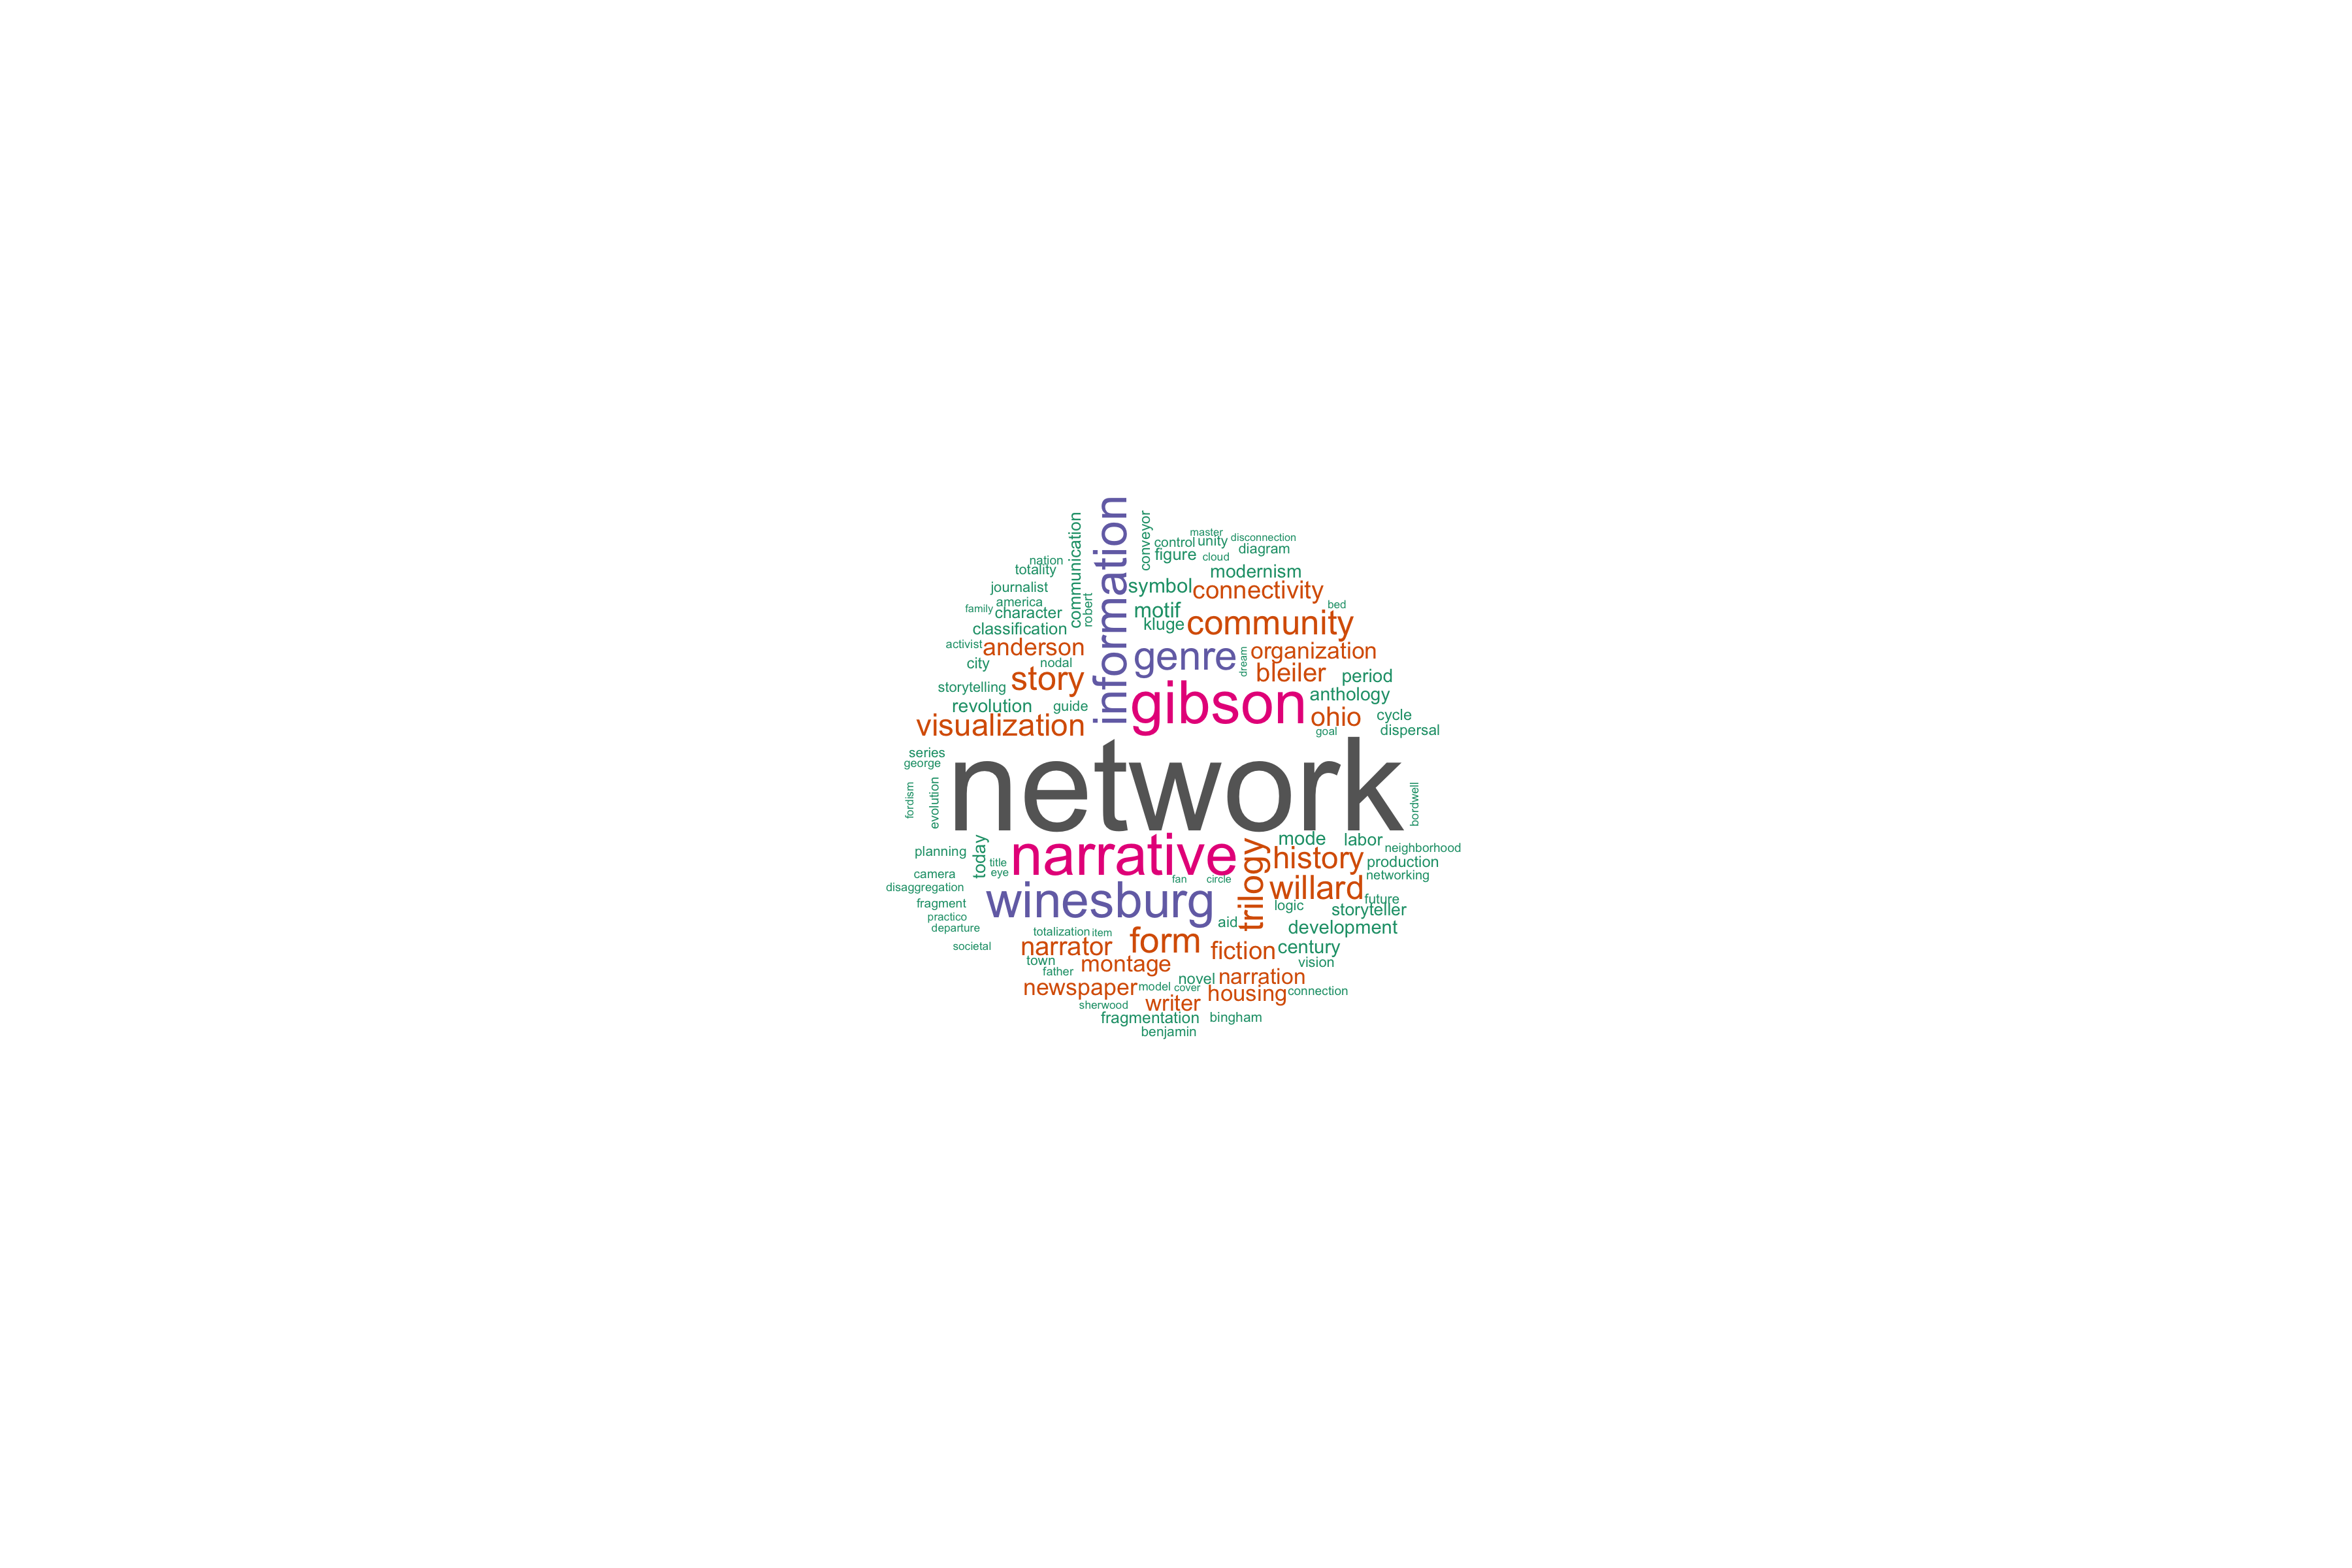 information
conveyor
master
communication
control
unity
disconnection
figure
cloud
diagram
nation
totality
modernism
journalist
symbol
connectivity
america
family
character
robert
motif
bed
classification
kluge
community
activist
anderson
genre
organization
city
nodal
dream
bleiler
period
story
storytelling
gibson
anthology
revolution
guide
ohio
cycle
visualization
goal
dispersal
series
george
network
fordism
evolution
bordwell
today
mode
labor
planning
title
narrative
trilogy
history
neighborhood
production
camera
eye
fan
circle
networking
disaggregation
winesburg
willard
fragment
logic
future
practico
storyteller
departure
aid
development
totalization
item
societal
narrator
form
fiction
century
town
montage
vision
father
novel
narration
newspaper
model
cover
housing
connection
sherwood
writer
fragmentation
bingham
benjamin